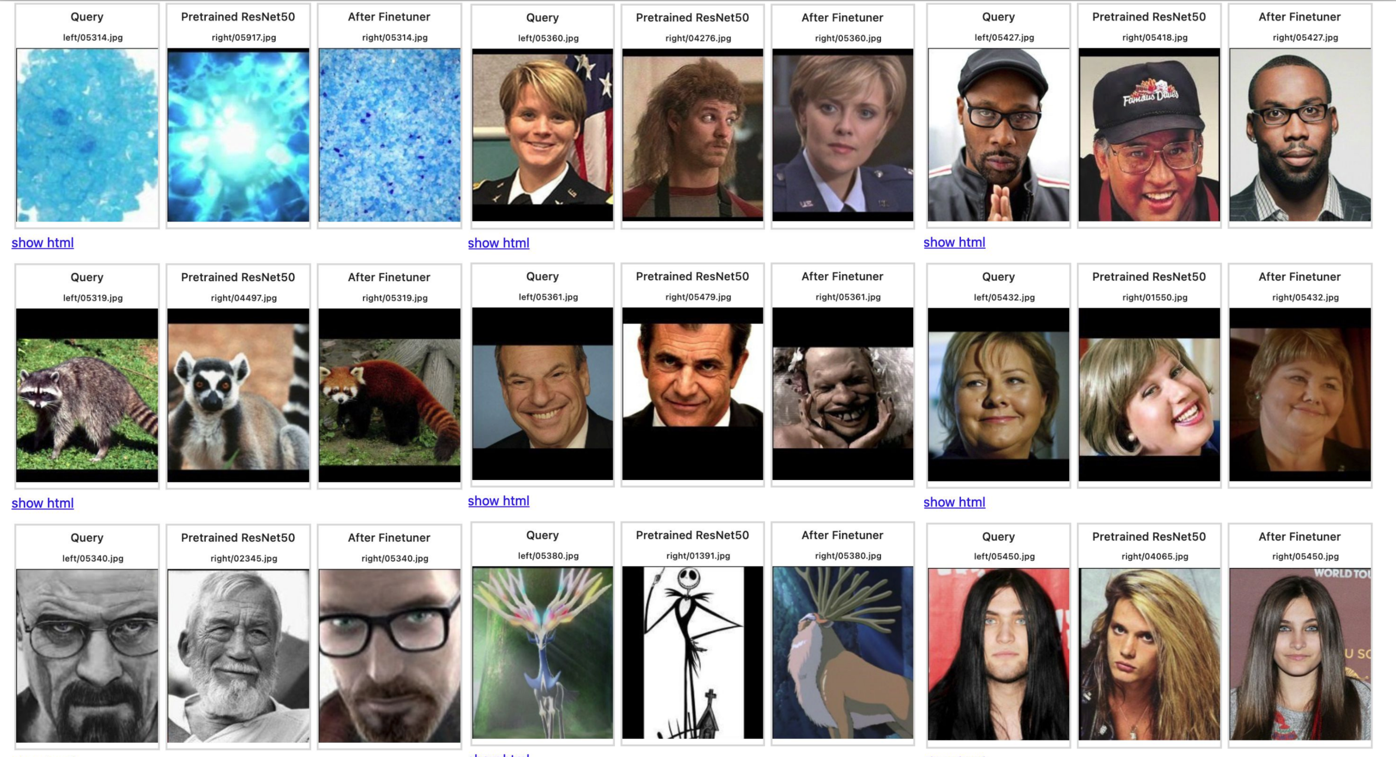 Query
left/05314.jpg
Pretrained ResNet50
right/05917.jpg
After Finetuner
right/05314.jpg
show html
Query
left/05360.jpg
Pretrained ResNet50
right/04276.jpg
After Finetuner
right/05360.jpg
show html
Query
left/05427.jpg
Pretrained ResNet50
right/05418.jpg
Famous Daves
After Finetuner
right/05427.jpg
show html
Query
left/05319.jpg
Pretrained ResNet50
right/04497.jpg
After Finetuner
right/05319.jpg
show html
Query
left/05361.jpg
Pretrained ResNet50
right/05479.jpg
After Finetuner
right/05361.jpg
show html
Query
left/05432.jpg
Pretrained ResNet50
right/01550.jpg
After Finetuner
right/05432.jpg
show html
Query
left/05340.jpg
Pretrained ResNet50
right/02345.jpg
After Finetuner
right/05340.jpg
Query
left/05380.jpg
Pretrained ResNet50
right/01391.jpg
After Finetuner
right/05380.jpg
Query
left/05450.jpg
Pretrained ResNet50
right/04065.jpg
After Finetuner
right/05450.jpg
WORLD TOU